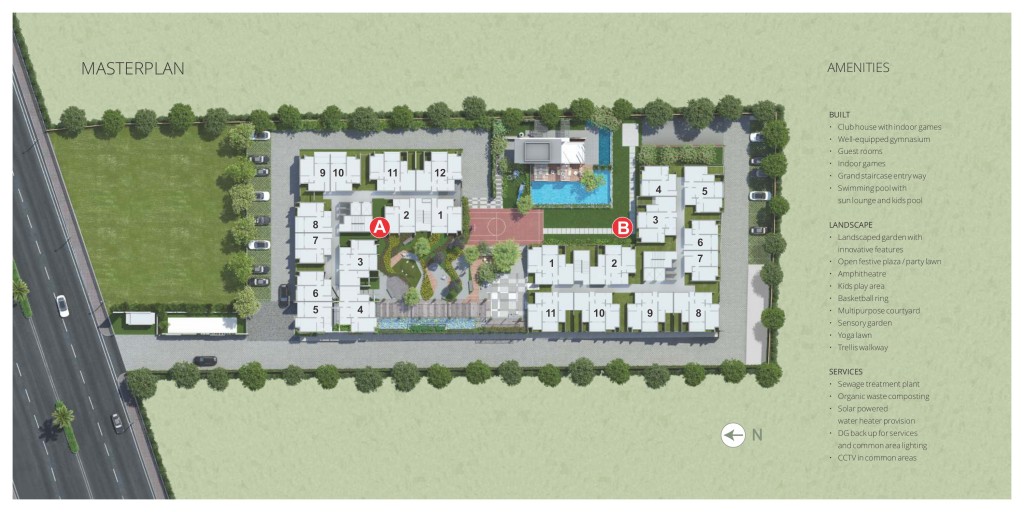 MASTERPLAN
AMENITIES
BUILT
• Club house with indoor games
• Well-equipped gymnasium
• Guest rooms
• Indoor games
• Grand staircase entry way
• Swimming pool with
sun lounge and kids pool
LANDSCAPE
• Landscaped garden with
innovative features
• Open festive plaza / party lawn
• Amphitheatre
• Kids play area
• Basketball ring
• Multipurpose courtyard
• Sensory garden
• Yoga lawn
• Trellis walkway
SERVICES
• Sewage treatment plant
• Organic waste composting
• Solar powered
water heater provision
• DG back up for services
and common area lighting
• CCTV in common areas
9 10 11 12
8 2 1
7 A
3
6
5 4
4 5
3
B 6
1 2 7
11 10 9 8
N